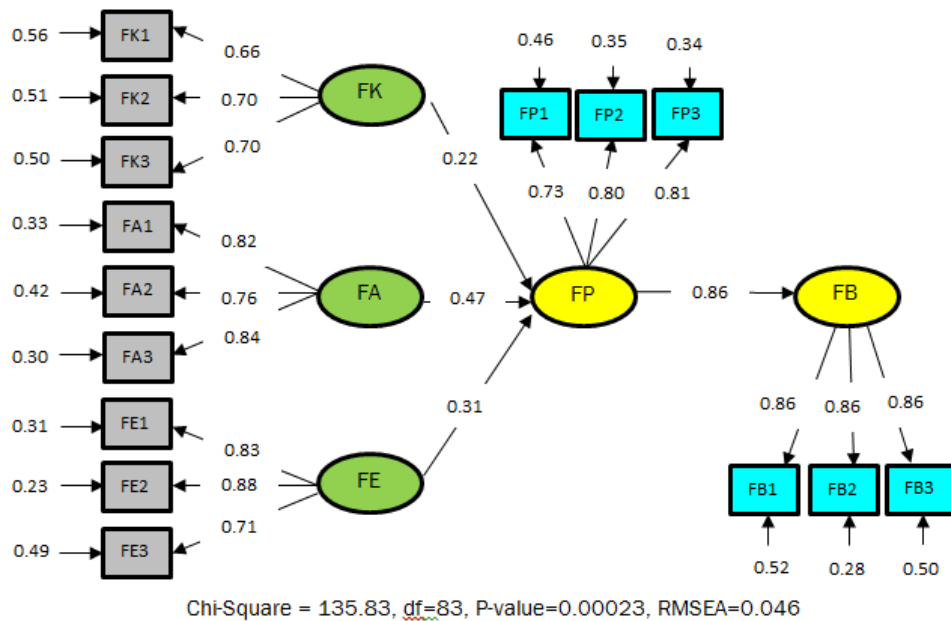 0.56 FK1 0.66
0.51 FK2 0.70
0.50 FK3 0.70
FK
0.33 FA1 0.82
0.42 FA2 0.76
0.30 FA3 0.84
FA
0.31 FE1 0.83
0.23 FE2 0.88
0.49 FE3 0.71
FE
0.22
0.47
0.31
0.46 0.35 0.34
FP1 FP2 FP3
0.73 0.80 0.81
FP
0.86
FB
0.86 0.86 0.86
FB1 FB2 FB3
0.52 0.28 0.50
Chi-Square = 135.83, df=83, P-value=0.00023, RMSEA=0.046